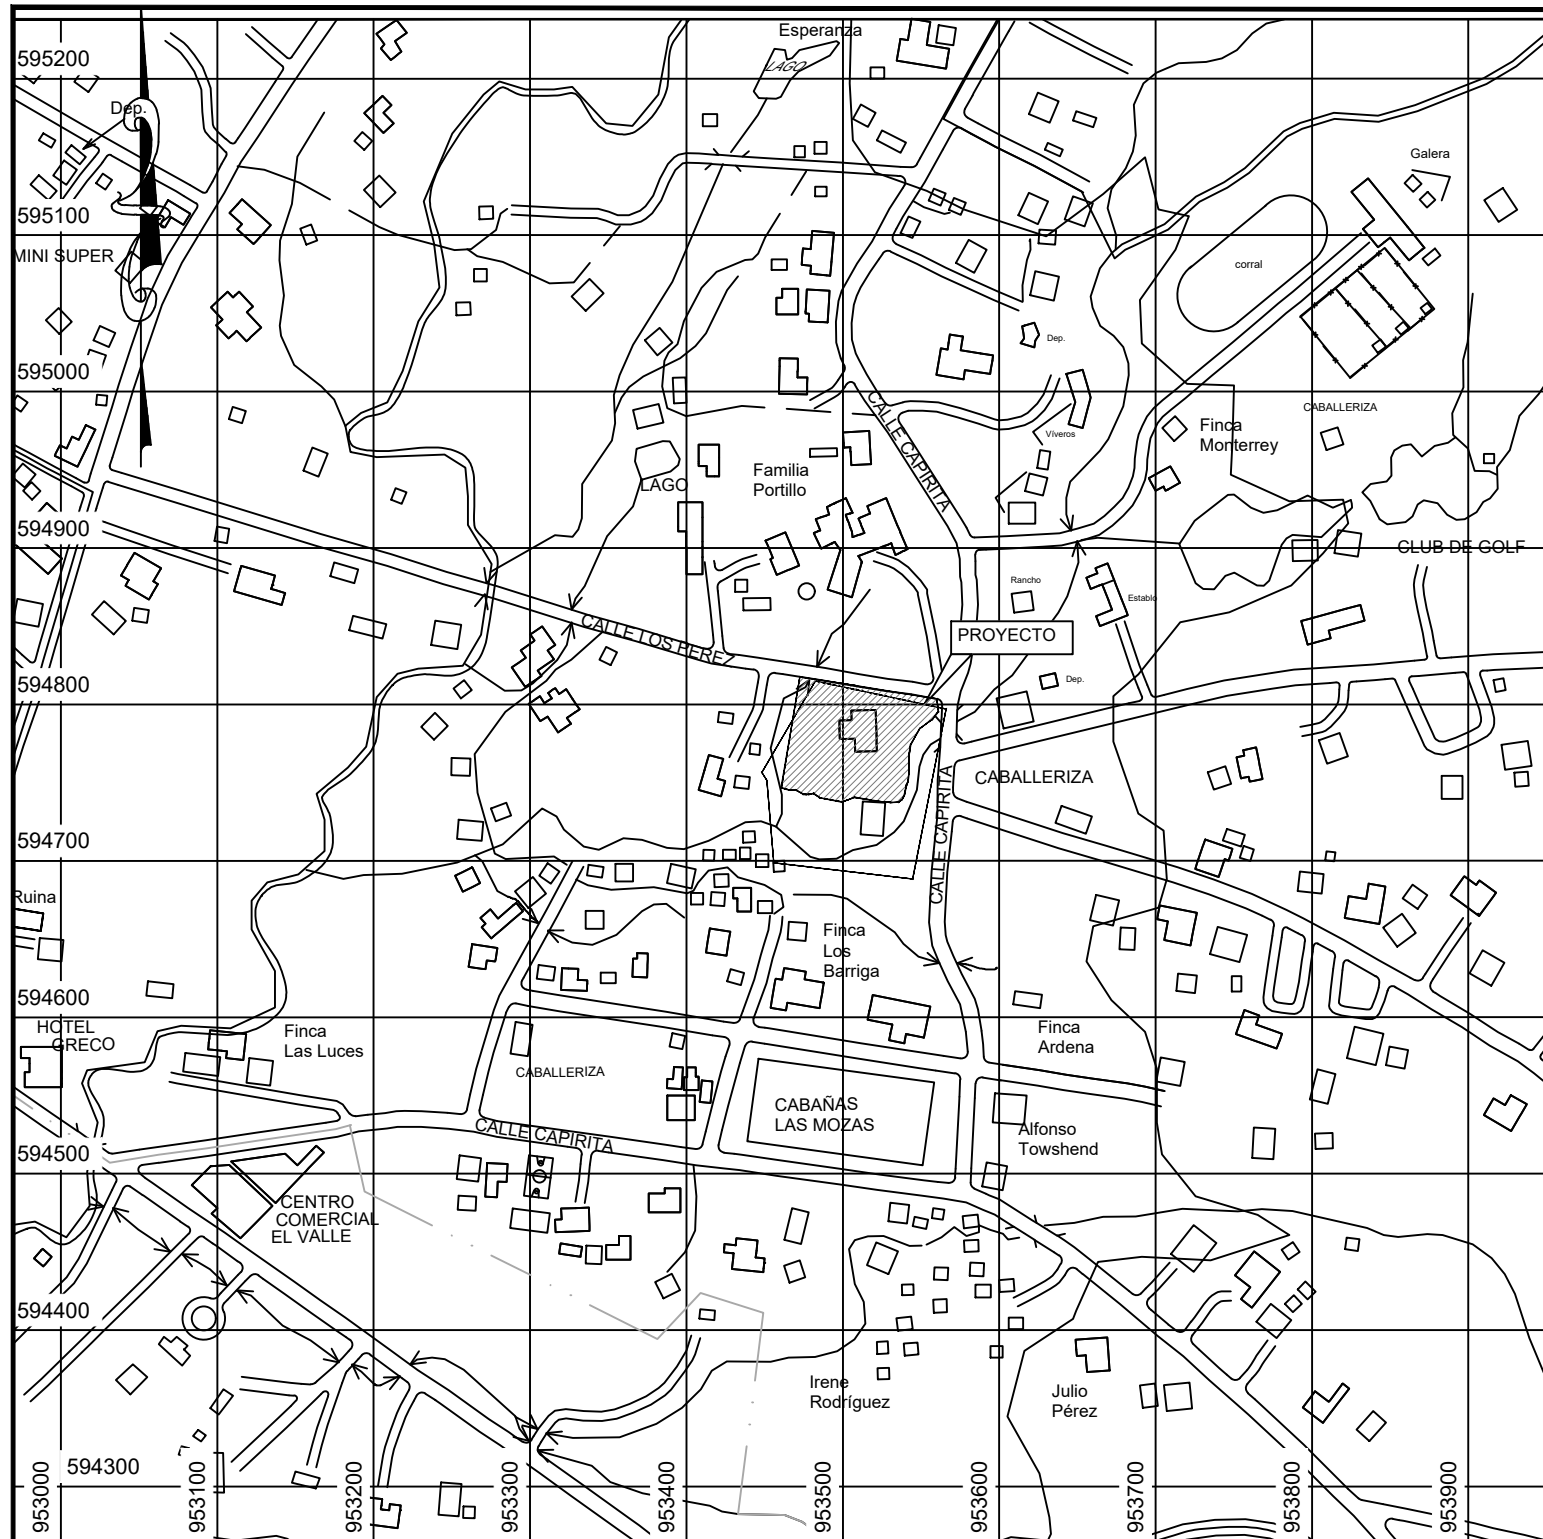 Esperanza
595200
LAGO
Dep.
Galera
595100
MINI SUPER
corral
Dep.
595000
CALLE CAPIRITA
CABALLERIZA
Finca
Monterrey
Víveros
Familia
Portillo
LAGO
594900
CLUB DE GOLF
Rancho
Establo
CALLE LOS PEREZ
PROYECTO
594800
Dep.
CABALLERIZA
CALLE CAPIRITA
594700
Ruina
Finca
Los
Barriga
594600
HOTEL
GRECO
Finca
Las Luces
Finca
Ardena
CABALLERIZA
CABAÑAS
LAS MOZAS
CALLE CAPIRITA
Alfonso
Towshend
594500
CENTRO
COMERCIAL
EL VALLE
594400
Irene
Rodríguez
Julio
Pérez
594300
953000
953100
953200
953300
953400
953500
953600
953700
953800
953900